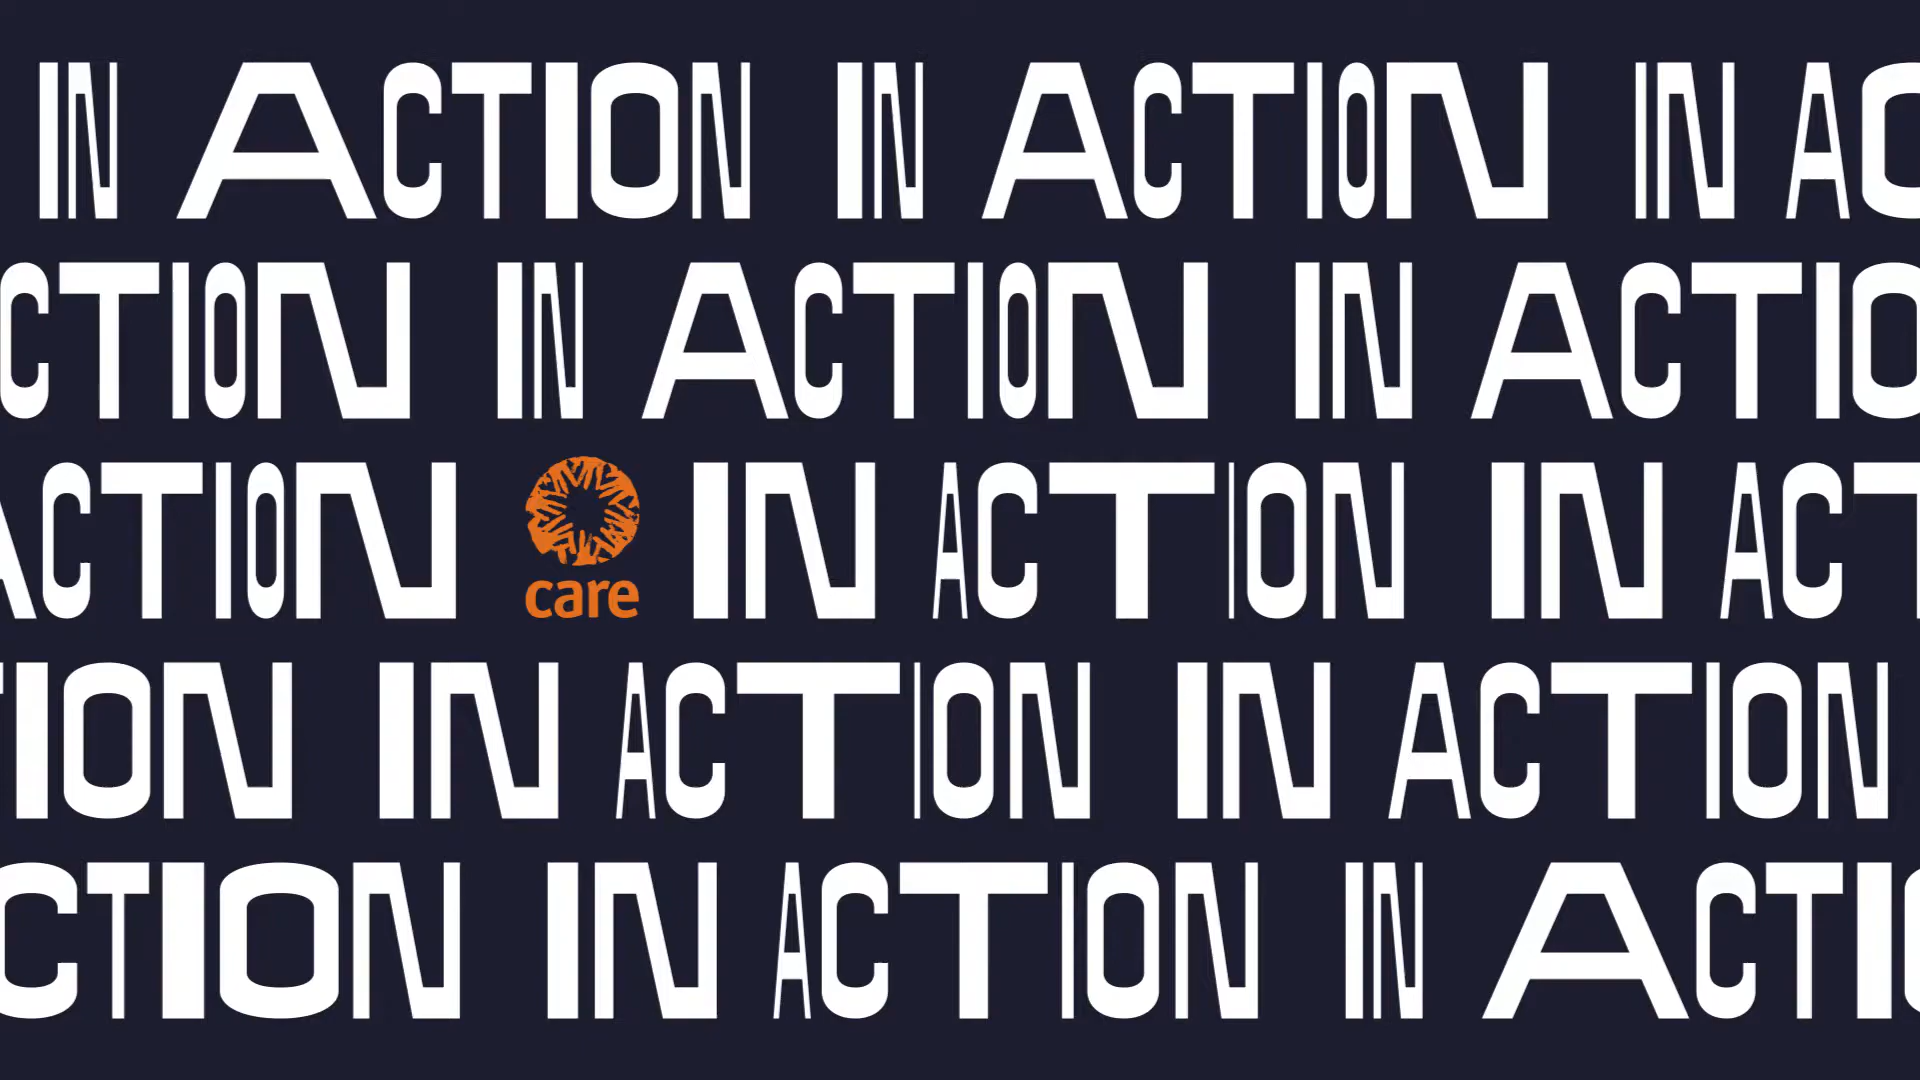 IN ACTION IN ACTION IN AC
CTION IN ACTION IN ACTIO
ACTION care IN ACTION IN ACT
TION IN ACTION IN ACTION
CTION IN ACTION IN ACTIO